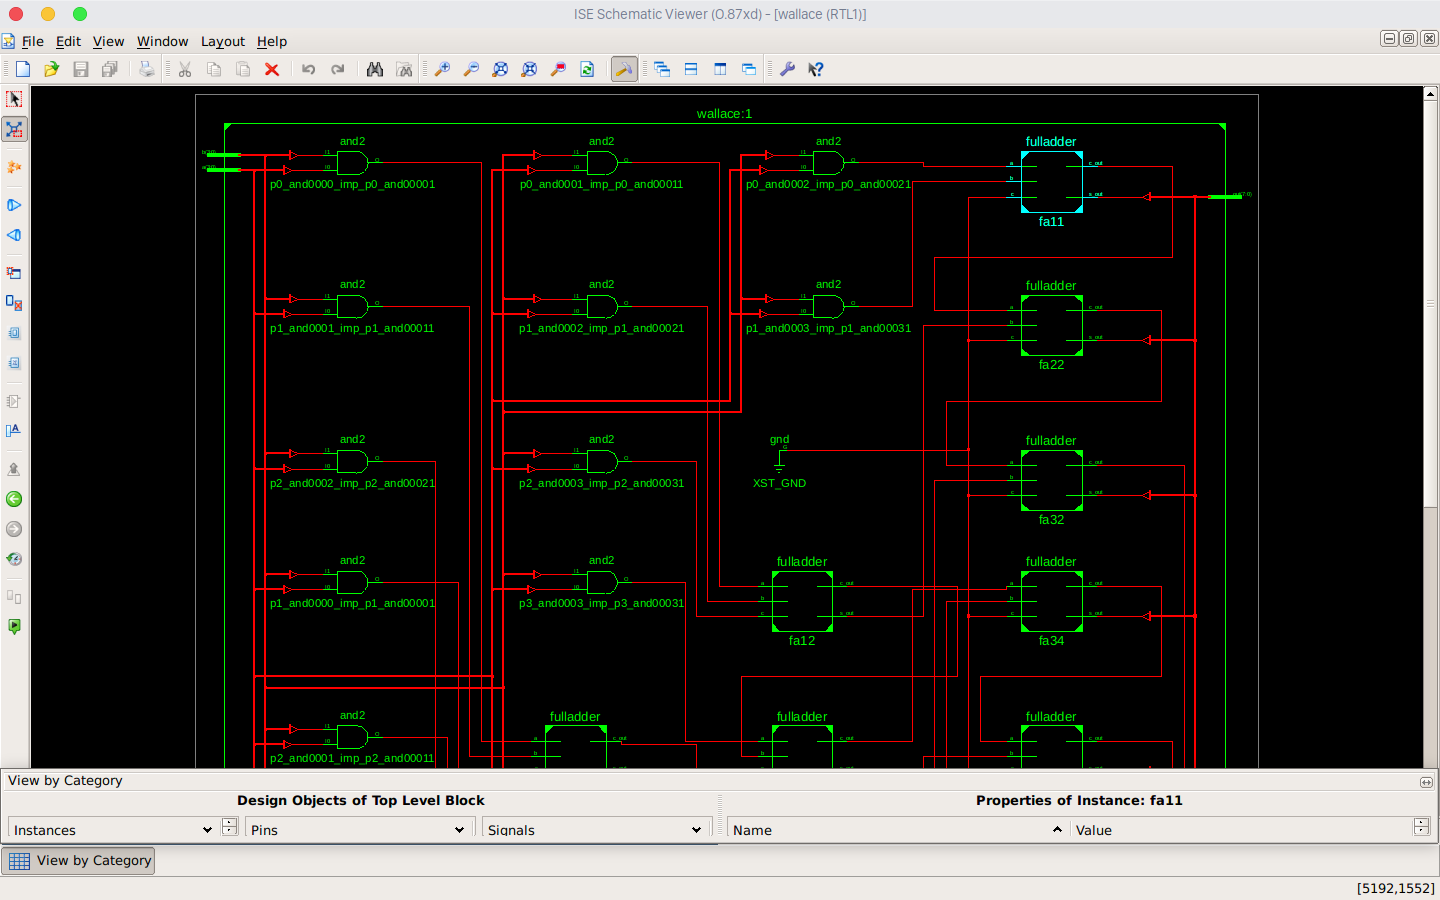 ISE Schematic Viewer (O.87xd) - [wallace (RTL1)]
File Edit View Window Layout Help
wallace:1
and2 and2 and2 fulladder
p0_and0000_imp_p0_and00001 p0_and0001_imp_p0_and00011 p0_and0002_imp_p0_and00021
fa11
and2 and2 and2 fulladder
p1_and0001_imp_p1_and00011 p1_and0002_imp_p1_and00021 p1_and0003_imp_p1_and00031
fa22
and2 and2 gnd fulladder
p2_and0002_imp_p2_and00021 p2_and0003_imp_p2_and00031 XST_GND
fa32
and2 and2 fulladder fulladder
p1_and0000_imp_p1_and00001 p3_and0003_imp_p3_and00031
fa12 fa34
and2 fulladder fulladder fulladder
p2_and0001_imp_p2_and00011
View by Category
Design Objects of Top Level Block Properties of Instance: fa11
Instances Pins Signals Name Value
View by Category
[5192,1552]